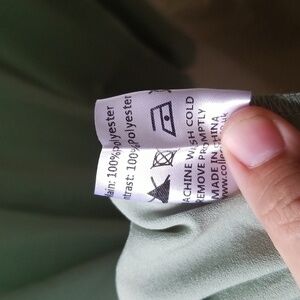 ain: 100%polyester
ntrast: 100%polyester
ACHINE WASH COLD
REMOVE PROMPTLY
MADE IN CHINA